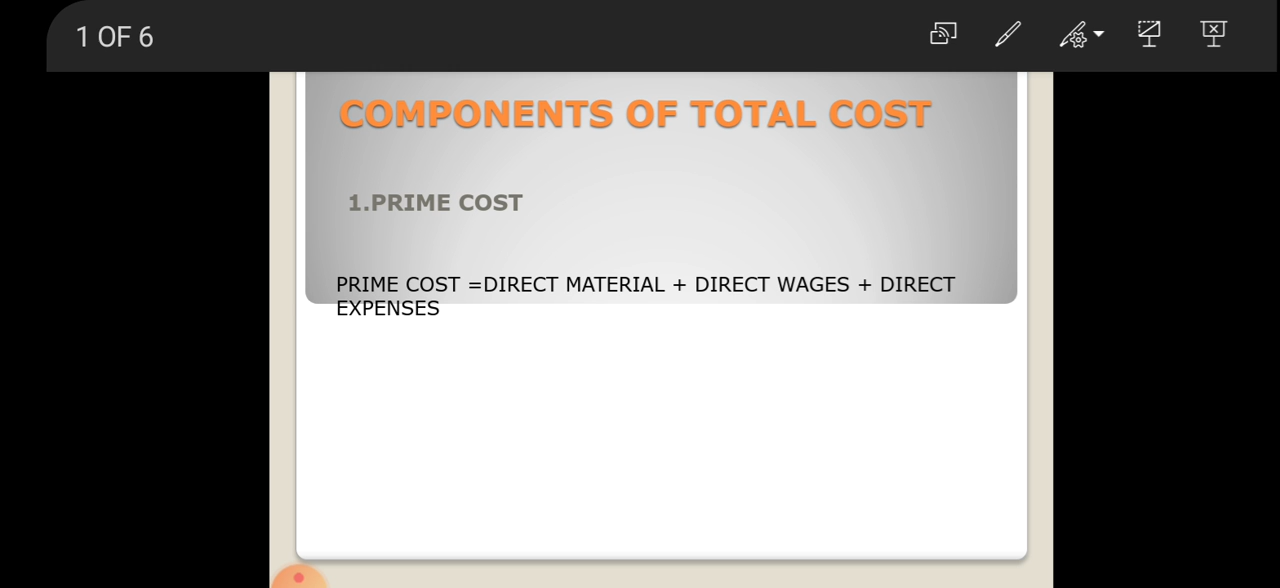 1 OF 6
COMPONENTS OF TOTAL COST
1.PRIME COST
PRIME COST =DIRECT MATERIAL + DIRECT WAGES + DIRECT
EXPENSES